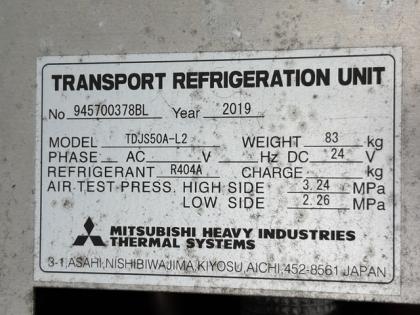 TRANSPORT REFRIGERATION UNIT
No. 945700378BL Year 2019
MODEL TDJS50A-L2 WEIGHT 83 kg
PHASE AC V Hz DC 24 V
REFRIGERANT R404A CHARGE kg
AIR TEST PRESS. HIGH SIDE 3.24 MPa
LOW SIDE 2.26 MPa
MITSUBISHI HEAVY INDUSTRIES
THERMAL SYSTEMS
3-1,ASAHI,NISHIBIWAJIMA,KIYOSU,AICHI,452-8561,JAPAN